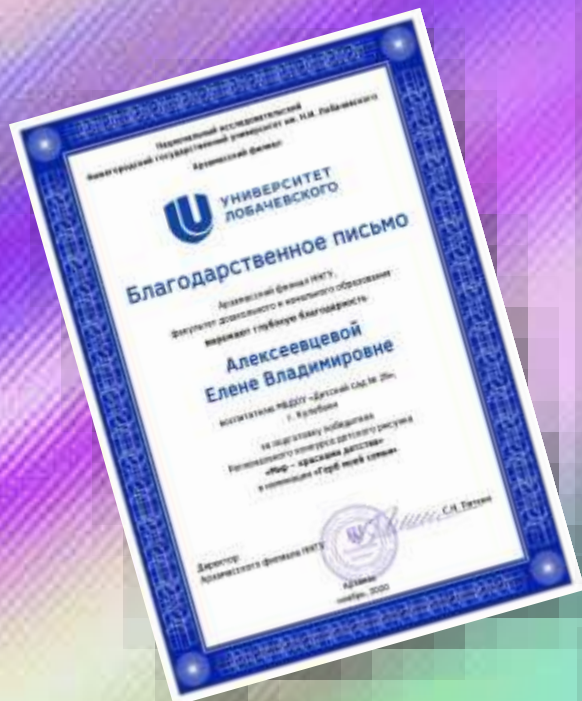 Национальный исследовательский
Нижегородский государственный университет им. Н.И. Лобачевского
Арзамасский филиал
УНИВЕРСИТЕТ
ЛОБАЧЕВСКОГО
Благодарственное письмо
Арзамасский филиал ННГУ,
факультет дошкольного и начального образования
выражают глубокую благодарность
Алексеевцевой
Елене Владимировне
воспитателю МБДОУ «Детский сад №
г. Кулебаки
за подготовку победителя
Регионального конкурса детского рисунка
«Мир – красками детства»
в номинации «Герб моей семьи»
Директор
Арзамасского филиала ННГУ
С.Н. Пяткин
Арзамас
ноябрь, 2020